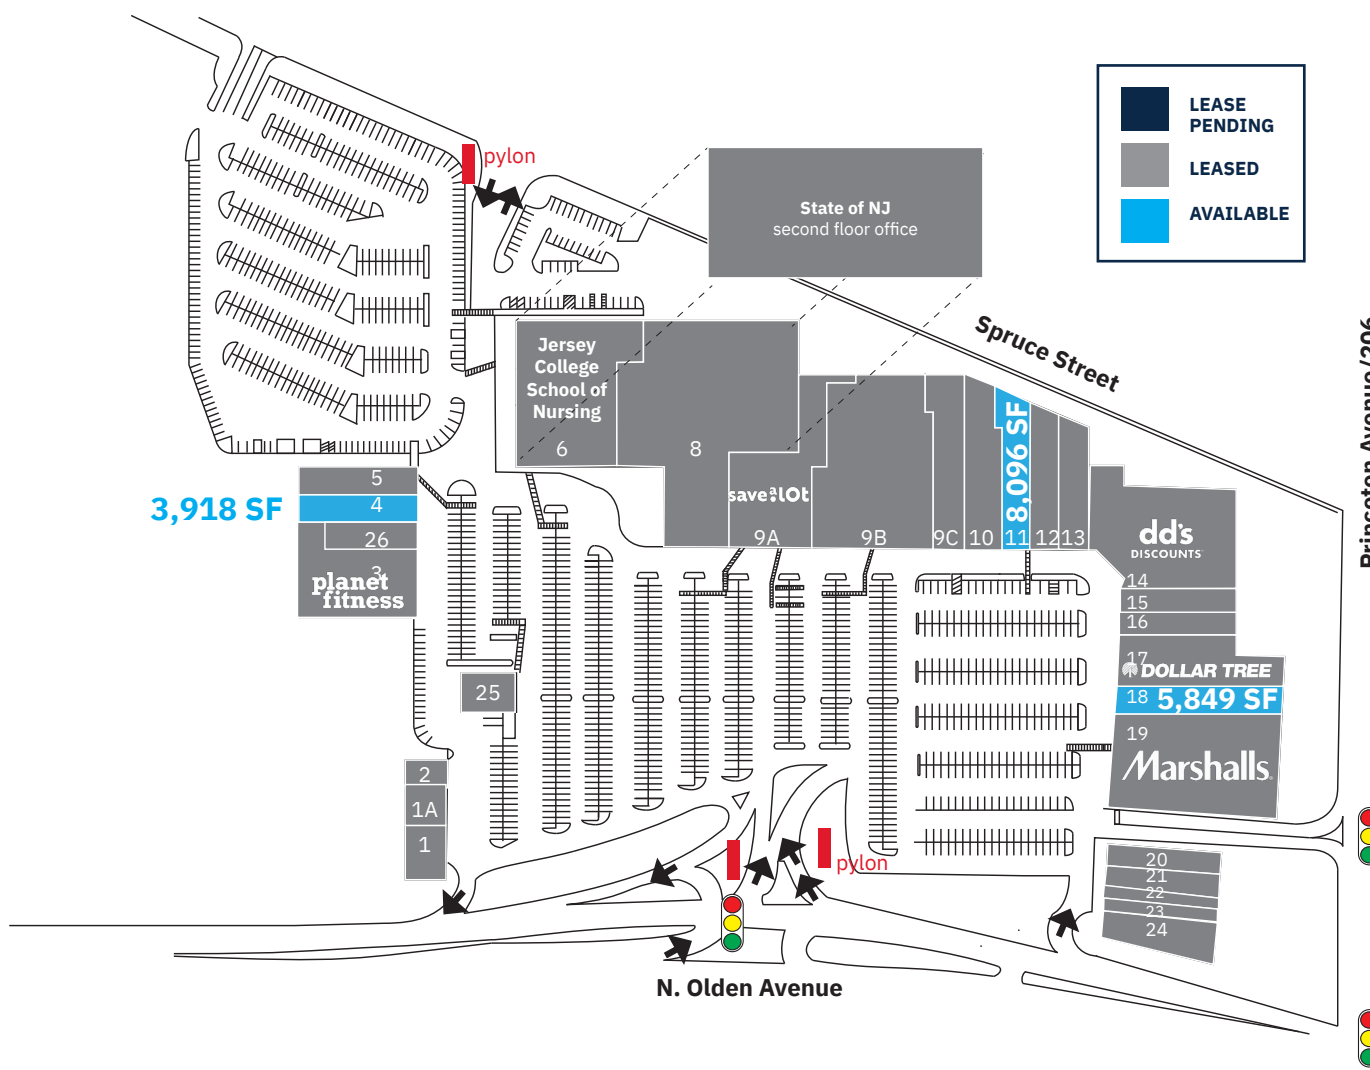 LEASE
PENDING
LEASED
AVAILABLE
pylon
State of NJ
second floor office
Spruce Street
Princeton Avenue/206
Jersey
College
School of
Nursing
6
8
save a lot
9A
9B
9C
10
11
8,096 SF
12
13
5
3,918 SF
4
26
3
planet
fitness
dd's
DISCOUNTS
14
15
16
17
DOLLAR TREE
18
5,849 SF
19
Marshalls
25
2
1A
1
pylon
20
21
22
23
24
N. Olden Avenue